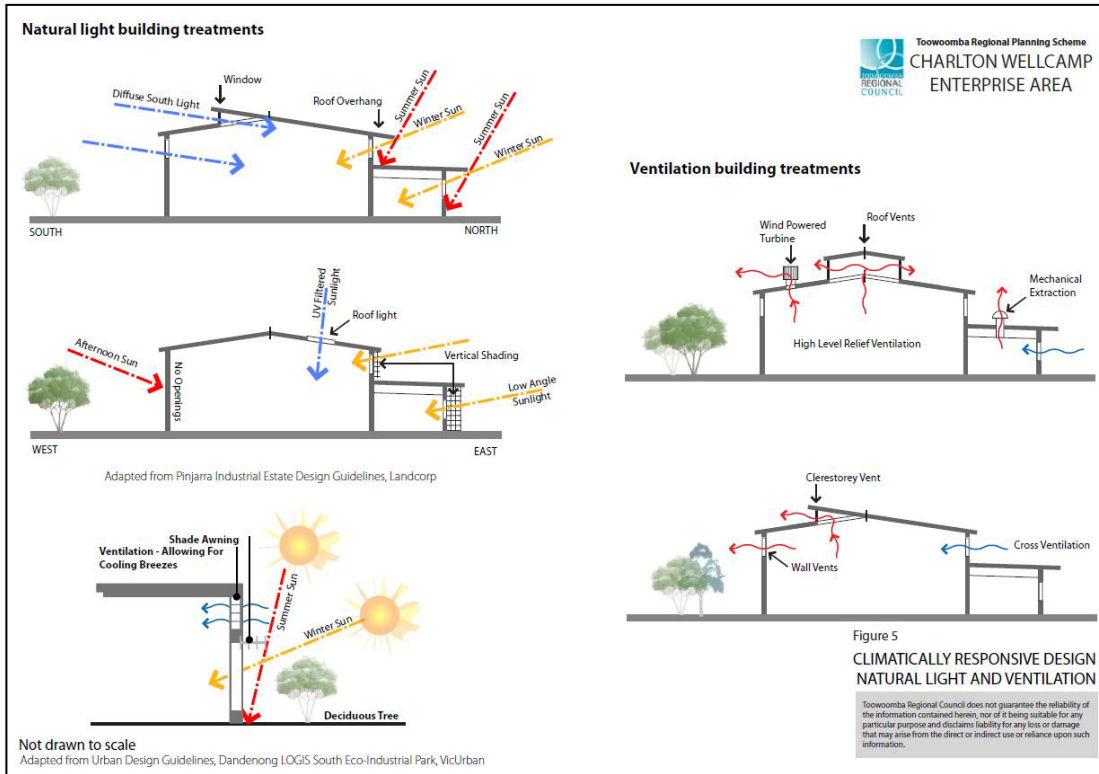 Natural light building treatments
Toowoomba Regional Planning Scheme
CHARLTON WELLCAMP
ENTERPRISE AREA
TOOWOOMBA
REGIONAL
COUNCIL
Window
Diffuse South Light
Roof Overhang
Summer Sun
Winter Sun
Summer Sun
Winter Sun
SOUTH
NORTH
UV Filtered
Sunlight
Roof light
Afternoon Sun
No Openings
Vertical Shading
Low Angle
Sunlight
WEST
EAST
Adapted from Pinjarra Industrial Estate Design Guidelines, Landcorp
Shade Awning
Ventilation - Allowing For
Cooling Breezes
Summer Sun
Winter Sun
Deciduous Tree
Not drawn to scale
Adapted from Urban Design Guidelines, Dandenong LOGIS South Eco-Industrial Park, VicUrban
Ventilation building treatments
Wind Powered
Turbine
Roof Vents
Mechanical
Extraction
High Level Relief Ventilation
Clerestorey Vent
Cross Ventilation
Wall Vents
Figure 5
CLIMATICALLY RESPONSIVE DESIGN
NATURAL LIGHT AND VENTILATION
Toowoomba Regional Council does not guarantee the reliability of
the information contained herein, nor of it being suitable for any
particular purpose and disclaims liability for any loss or damage
that may arise from the direct or indirect use or reliance upon such
information.